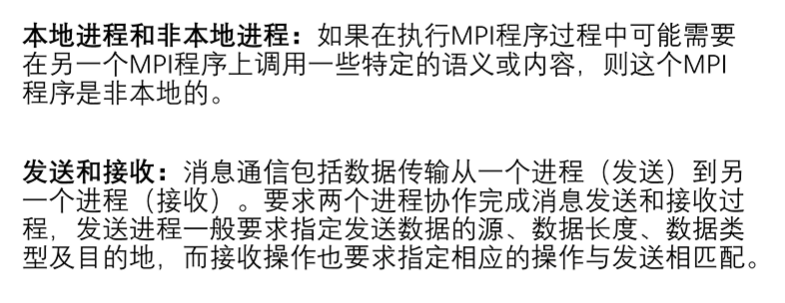 本地进程和非本地进程：如果在执行MPI程序过程中可能需要
在另一个MPI程序上调用一些特定的语义或内容，则这个MPI
程序是非本地的。
发送和接收：消息通信包括数据传输从一个进程（发送）到另
一个进程（接收）。要求两个进程协作完成消息发送和接收过
程，发送进程一般要求指定发送数据的源、数据长度、数据类
型及目的地，而接收操作也要求指定相应的操作与发送相匹配。